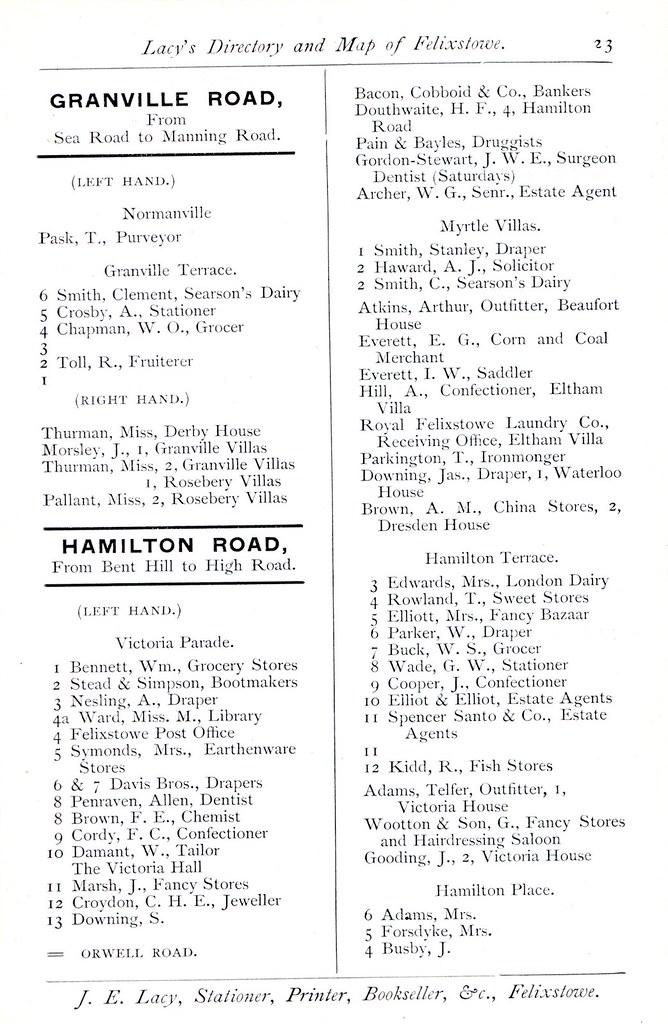 Lacy's Directory and Map of Felixstowe. 23
GRANVILLE ROAD,
From
Sea Road to Manning Road.
(LEFT HAND.)
Normanville
Pask, T., Purveyor
Granville Terrace.
6 Smith, Clement, Searson's Dairy
5 Crosby, A., Stationer
4 Chapman, W. O., Grocer
3
2 Toll, R., Fruiterer
1
(RIGHT HAND.)
Thurman, Miss, Derby House
Morsley, J., 1, Granville Villas
Thurman, Miss, 2, Granville Villas
1, Rosebery Villas
Pallant, Miss, 2, Rosebery Villas
HAMILTON ROAD,
From Bent Hill to High Road.
(LEFT HAND.)
Victoria Parade.
1 Bennett, Wm., Grocery Stores
2 Stead & Simpson, Bootmakers
3 Nesling, A., Draper
4a Ward, Miss. M., Library
4 Felixstowe Post Office
5 Symonds, Mrs., Earthenware
Stores
6 & 7 Davis Bros., Drapers
8 Penraven, Allen, Dentist
8 Brown, F. E., Chemist
9 Cordy, F. C., Confectioner
10 Damant, W., Tailor
The Victoria Hall
11 Marsh, J., Fancy Stores
12 Croydon, C. H. E., Jeweller
13 Downing, S.
= ORWELL ROAD.
Bacon, Cobboid & Co., Bankers
Douthwaite, H. F., 4, Hamilton
Road
Pain & Bayles, Druggists
Gordon-Stewart, J. W. E., Surgeon
Dentist (Saturdays)
Archer, W. G., Senr., Estate Agent
Myrtle Villas.
1 Smith, Stanley, Draper
2 Haward, A. J., Solicitor
2 Smith, C., Searson's Dairy
Atkins, Arthur, Outfitter, Beaufort
House
Everett, E. G., Corn and Coal
Merchant
Everett, I. W., Saddler
Hill, A., Confectioner, Eltham
Villa
Royal Felixstowe Laundry Co.,
Receiving Office, Eltham Villa
Parkington, T., Ironmonger
Downing, Jas., Draper, 1, Waterloo
House
Brown, A. M., China Stores, 2,
Dresden House
Hamilton Terrace.
3 Edwards, Mrs., London Dairy
4 Rowland, T., Sweet Stores
5 Elliott, Mrs., Fancy Bazaar
6 Parker, W., Draper
7 Buck, W. S., Grocer
8 Wade, G. W., Stationer
9 Cooper, J., Confectioner
10 Elliot & Elliot, Estate Agents
11 Spencer Santo & Co., Estate
Agents
11
12 Kidd, R., Fish Stores
Adams, Telfer, Outfitter, 1,
Victoria House
Wootton & Son, G., Fancy Stores
and Hairdressing Saloon
Gooding, J., 2, Victoria House
Hamilton Place.
6 Adams, Mrs.
5 Forsdyke, Mrs.
4 Busby, J.
J. E. Lacy, Stationer, Printer, Bookseller, &c., Felixstowe.